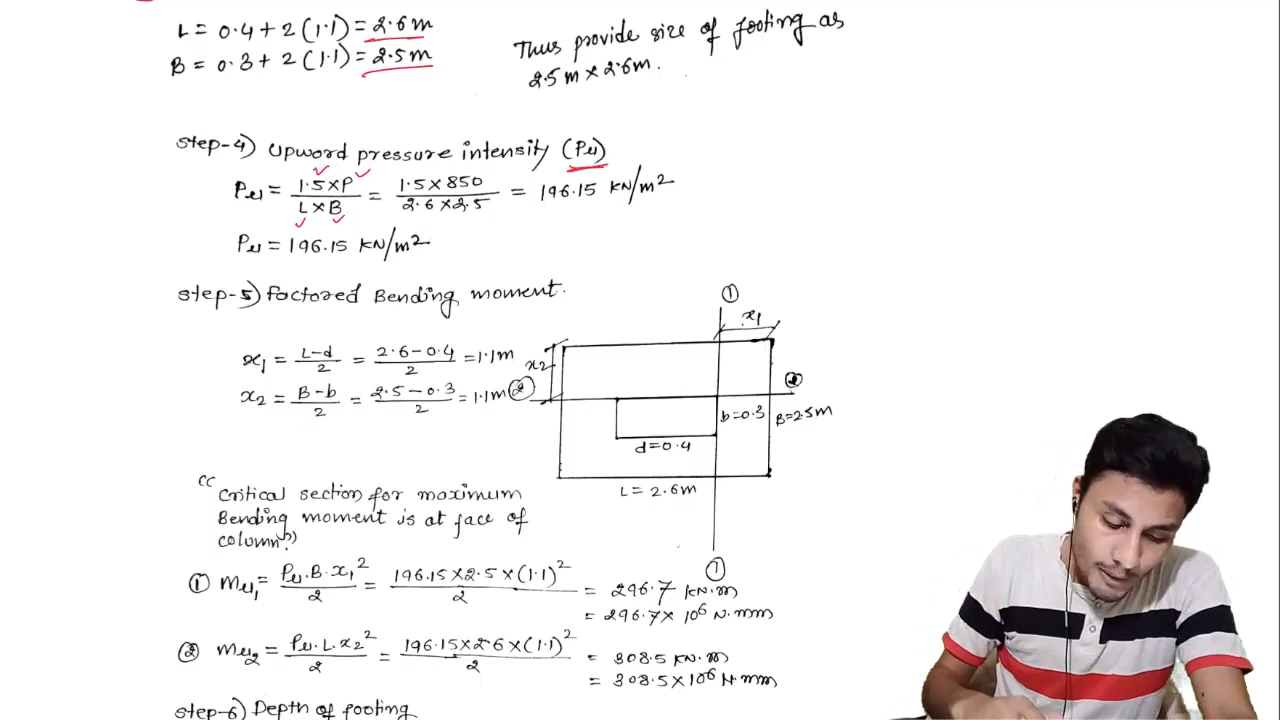 L = 0.4 + 2 (1.1) = 2.6 m
B = 0.3 + 2 (1.1) = 2.5 m
Thus provide size of footing as
2.5 m × 2.6 m.
Step-4) Upword pressure intensity (Pu)
Pu = 1.5 × P / L × B = 1.5 × 850 / 2.6 × 2.5 = 196.15 KN/m2
Pu = 196.15 KN/m2
Step-5) Factored Bending moment.
x1 = L-d / 2 = 2.6-0.4 / 2 = 1.1m
x2 = B-b / 2 = 2.5-0.3 / 2 = 1.1m
①
x1
x2
②
②
b=0.3
B=2.5m
d=0.4
L = 2.6m
①
"Critical section for maximum
Bending moment is at face of
column"
① Mu1 = Pu.B.x1² / 2 = 196.15 × 2.5 × (1.1)² / 2 = 296.7 KN.m
= 296.7 × 10⁶ N.mm
② Mu2 = Pu.L.x2² / 2 = 196.15 × 2.6 × (1.1)² / 2 = 308.5 KN.m
= 308.5 × 10⁶ N.mm
Step-6) Depth of footing